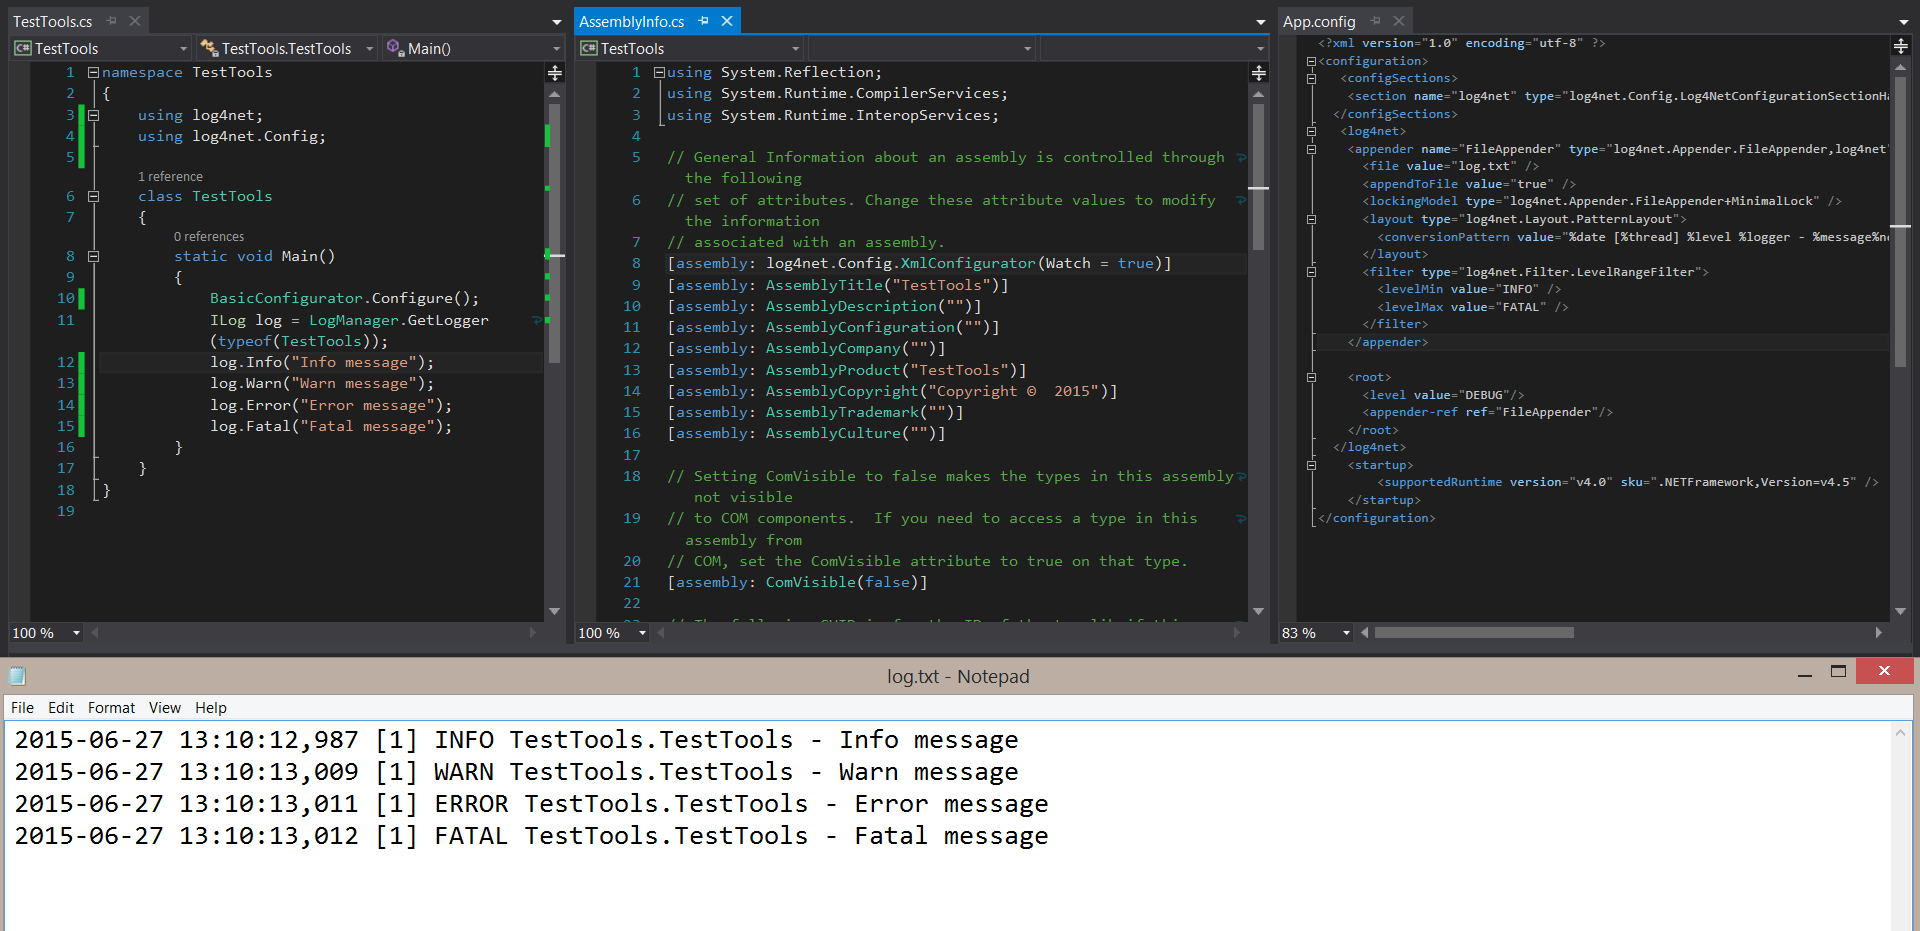 TestTools.cs
TestTools
TestTools.TestTools
Main()
1 namespace TestTools
2 {
3 using log4net;
4 using log4net.Config;
5
1 reference
6 class TestTools
7 {
0 references
8 static void Main()
9 {
10 BasicConfigurator.Configure();
11 ILog log = LogManager.GetLogger
(typeof(TestTools));
12 log.Info("Info message");
13 log.Warn("Warn message");
14 log.Error("Error message");
15 log.Fatal("Fatal message");
16 }
17 }
18 }
19
100 %
AssemblyInfo.cs
TestTools
1 using System.Reflection;
2 using System.Runtime.CompilerServices;
3 using System.Runtime.InteropServices;
4
5 // General Information about an assembly is controlled through
the following
6 // set of attributes. Change these attribute values to modify
the information
7 // associated with an assembly.
8 [assembly: log4net.Config.XmlConfigurator(Watch = true)]
9 [assembly: AssemblyTitle("TestTools")]
10 [assembly: AssemblyDescription("")]
11 [assembly: AssemblyConfiguration("")]
12 [assembly: AssemblyCompany("")]
13 [assembly: AssemblyProduct("TestTools")]
14 [assembly: AssemblyCopyright("Copyright ©  2015")]
15 [assembly: AssemblyTrademark("")]
16 [assembly: AssemblyCulture("")]
17
18 // Setting ComVisible to false makes the types in this assembly
not visible
19 // to COM components.  If you need to access a type in this
assembly from
20 // COM, set the ComVisible attribute to true on that type.
21 [assembly: ComVisible(false)]
22
100 %
App.config
<?xml version="1.0" encoding="utf-8" ?>
<configuration>
<configSections>
<section name="log4net" type="log4net.Config.Log4NetConfigurationSectionHa
</configSections>
<log4net>
<appender name="FileAppender" type="log4net.Appender.FileAppender,log4net"
<file value="log.txt" />
<appendToFile value="true" />
<lockingModel type="log4net.Appender.FileAppender+MinimalLock" />
<layout type="log4net.Layout.PatternLayout">
<conversionPattern value="%date [%thread] %level %logger - %message%ne
</layout>
<filter type="log4net.Filter.LevelRangeFilter">
<levelMin value="INFO" />
<levelMax value="FATAL" />
</filter>
</appender>
<root>
<level value="DEBUG"/>
<appender-ref ref="FileAppender"/>
</root>
</log4net>
<startup>
<supportedRuntime version="v4.0" sku=".NETFramework,Version=v4.5" />
</startup>
</configuration>
83 %
log.txt - Notepad
File Edit Format View Help
2015-06-27 13:10:12,987 [1] INFO TestTools.TestTools - Info message
2015-06-27 13:10:13,009 [1] WARN TestTools.TestTools - Warn message
2015-06-27 13:10:13,011 [1] ERROR TestTools.TestTools - Error message
2015-06-27 13:10:13,012 [1] FATAL TestTools.TestTools - Fatal message